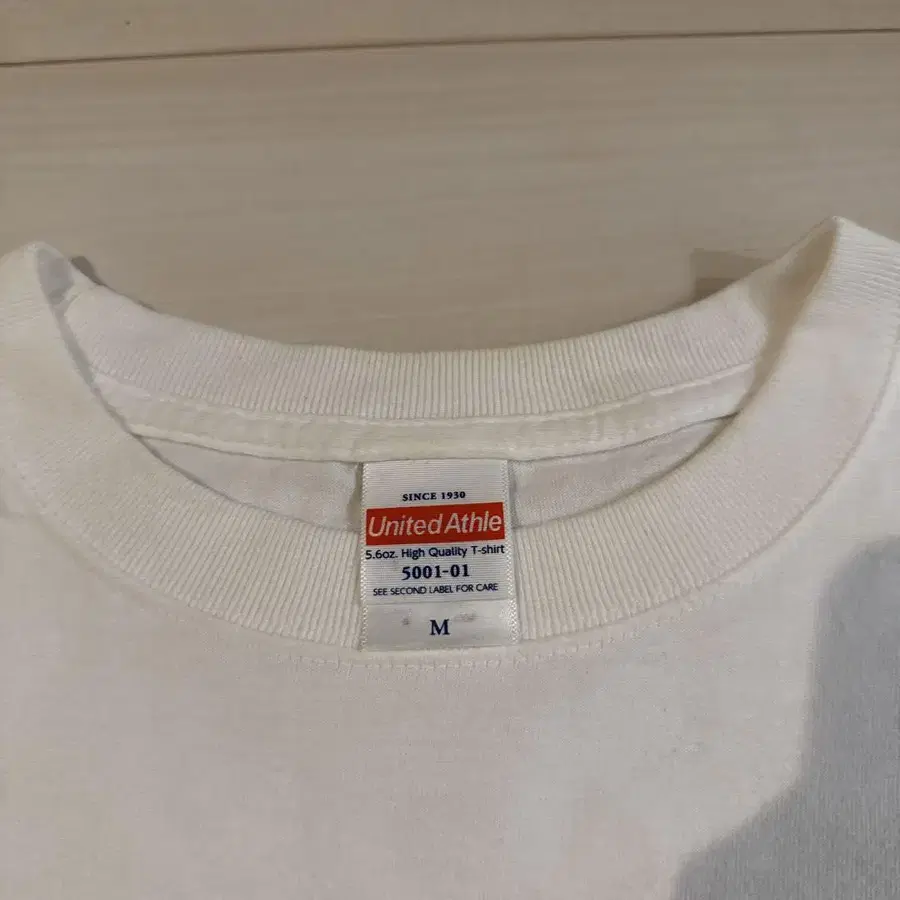 SINCE 1930
United Athle
5.6oz. High Quality T-shirt
5001-01
SEE SECOND LABEL FOR CARE
M